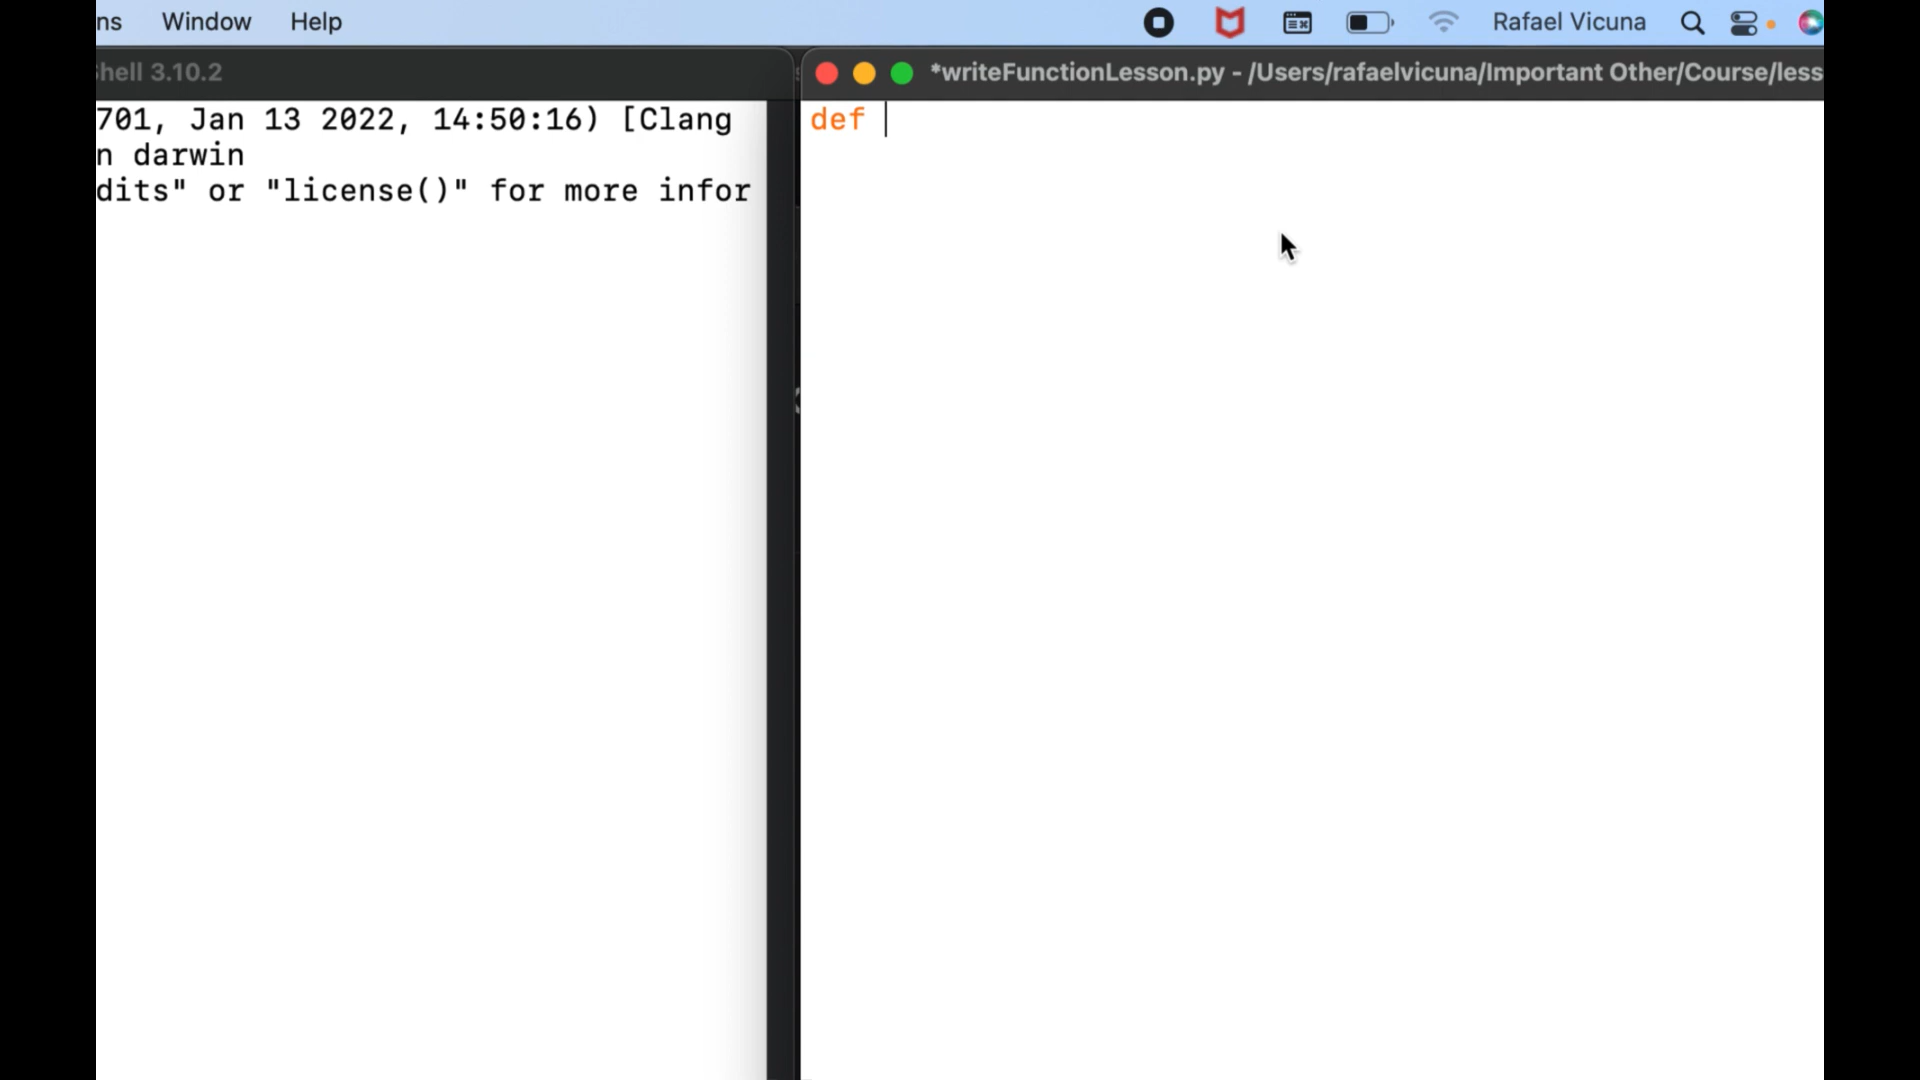 ns Window Help Rafael Vicuna
Shell 3.10.2
*writeFunctionLesson.py - /Users/rafaelvicuna/Important Other/Course/less
701, Jan 13 2022, 14:50:16) [Clang
n darwin
dits" or "license()" for more infor
def